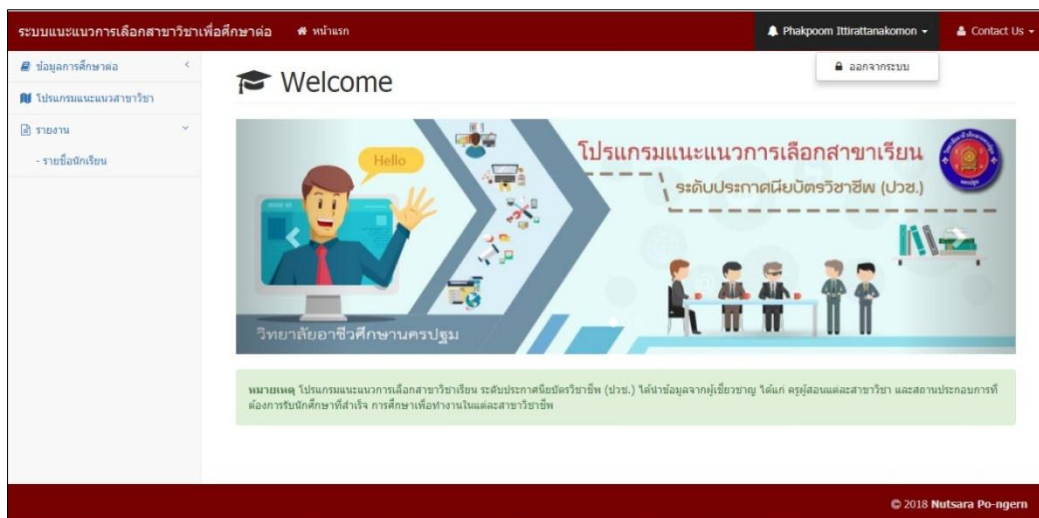 ระบบแนะแนวการเลือกสาขาวิชาเพื่อศึกษาต่อ หน้าแรก Phakpoom Ittirattanakomon Contact Us
ออกจากระบบ
ข้อมูลการศึกษาต่อ
โปรแกรมแนะแนวสาขาวิชา
รายงาน
- รายชื่อนักเรียน
Welcome
Hello
โปรแกรมแนะแนวการเลือกสาขาเรียน
ระดับประกาศนียบัตรวิชาชีพ (ปวช.)
วิทยาลัยอาชีวศึกษานครปฐม
หมายเหตุ โปรแกรมแนะแนวการเลือกสาขาวิชาเรียน ระดับประกาศนียบัตรวิชาชีพ (ปวช.) ได้นำข้อมูลจากผู้เชี่ยวชาญ ได้แก่ ครูผู้สอนแต่ละสาขาวิชา และสถานประกอบการที่
ต้องการรับนักศึกษาที่สำเร็จ การศึกษาเพื่อทำงานในแต่ละสาขาวิชาชีพ
© 2018 Nutsara Po-ngern